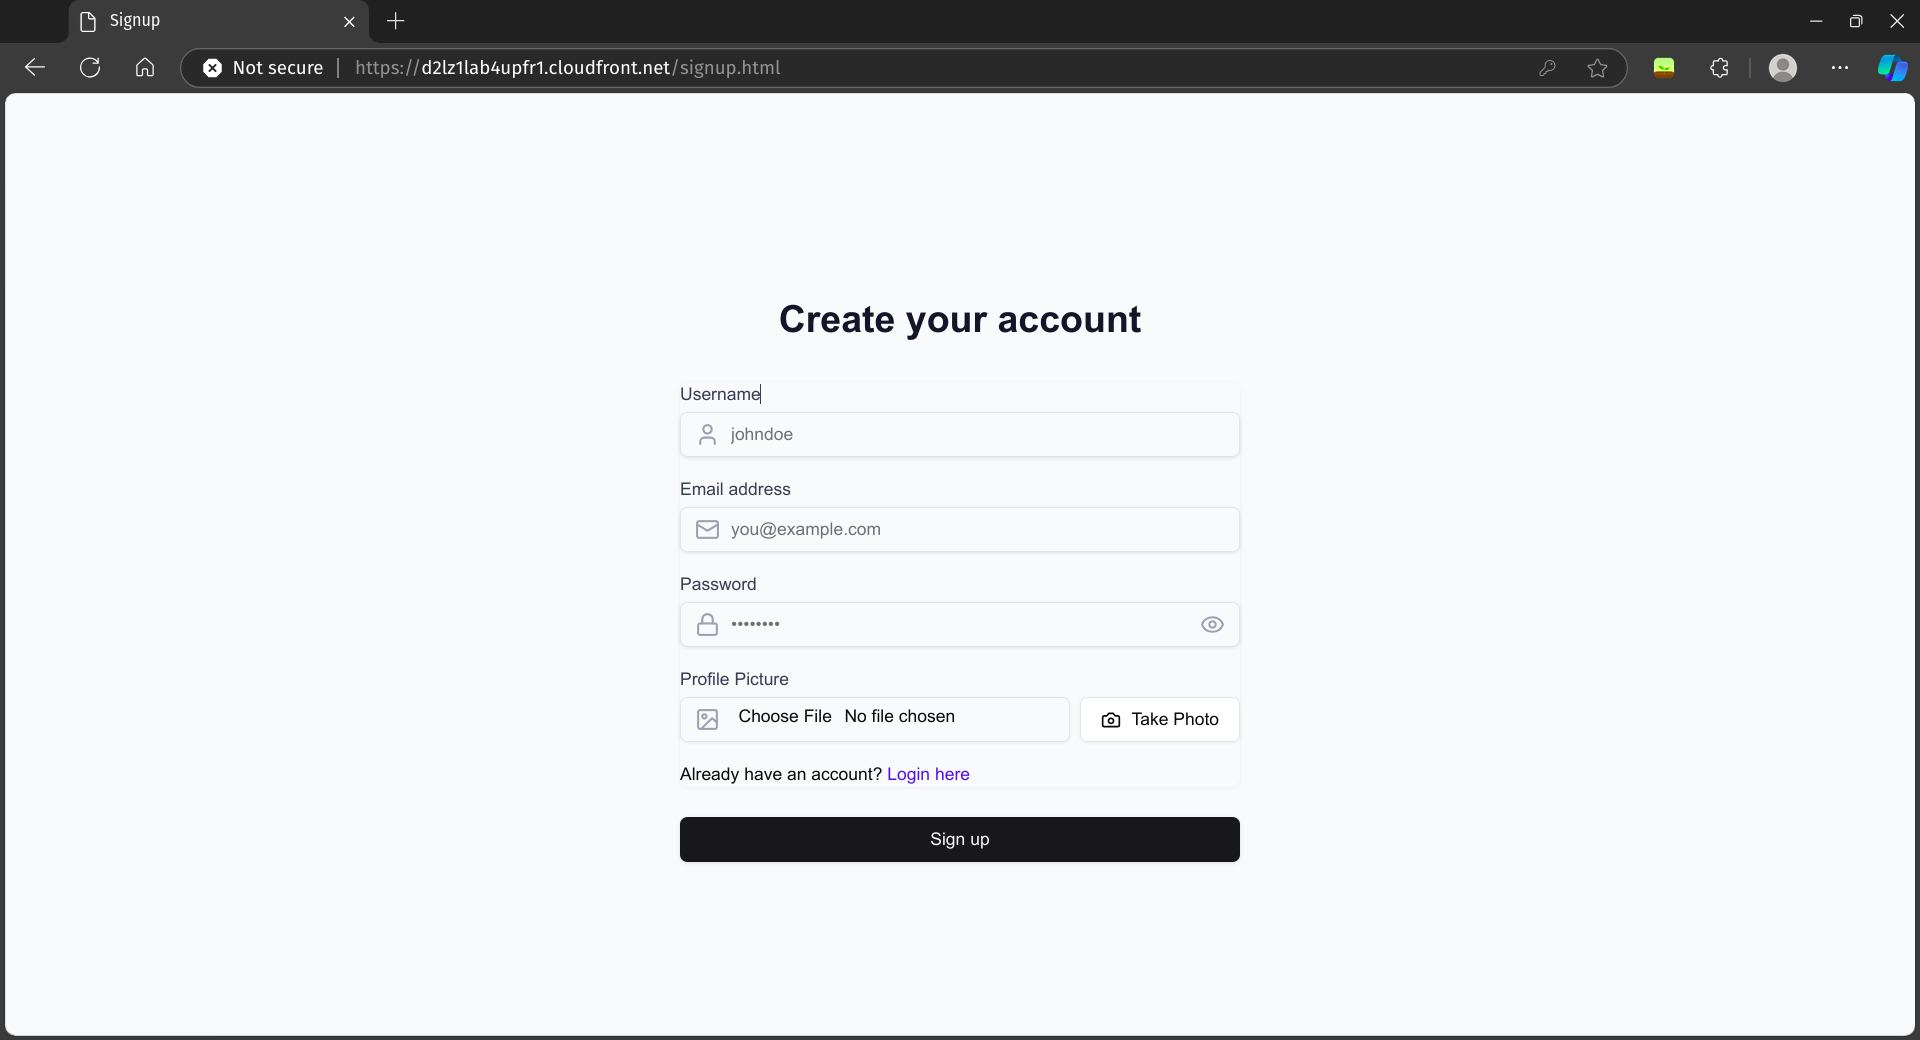 Signup
Not secure https://d2lz1lab4upfr1.cloudfront.net/signup.html
Create your account
Username
johndoe
Email address
you@example.com
Password
••••••••
Profile Picture
Choose File No file chosen
Take Photo
Already have an account? Login here
Sign up